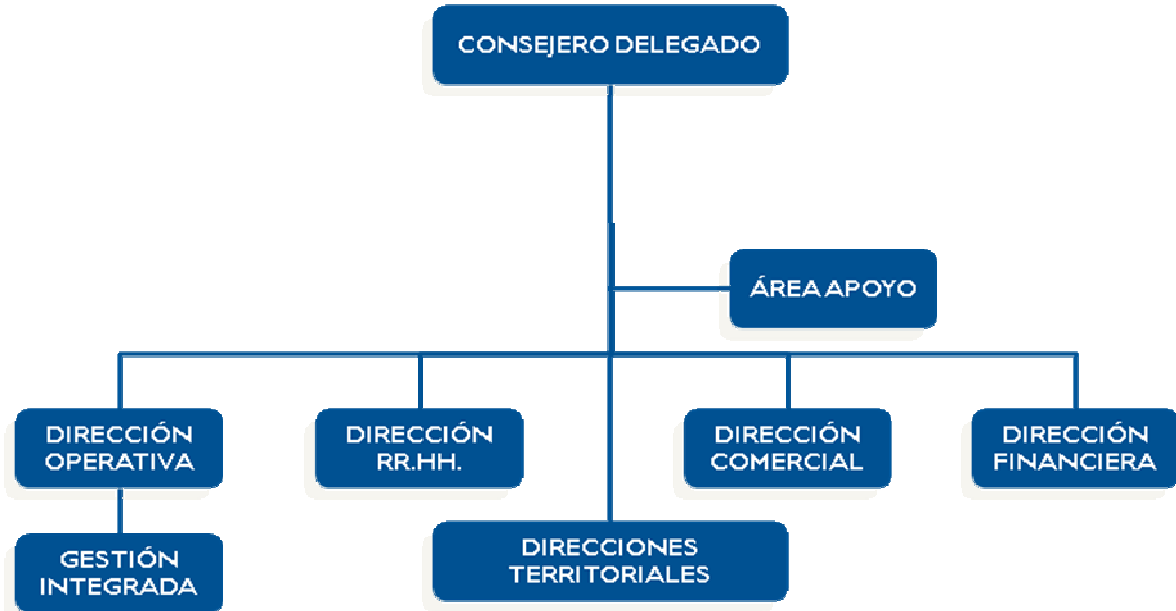 CONSEJERO DELEGADO
ÁREA APOYO
DIRECCIÓN
OPERATIVA
DIRECCIÓN
RR.HH.
DIRECCIÓN
COMERCIAL
DIRECCIÓN
FINANCIERA
GESTIÓN
INTEGRADA
DIRECCIONES
TERRITORIALES